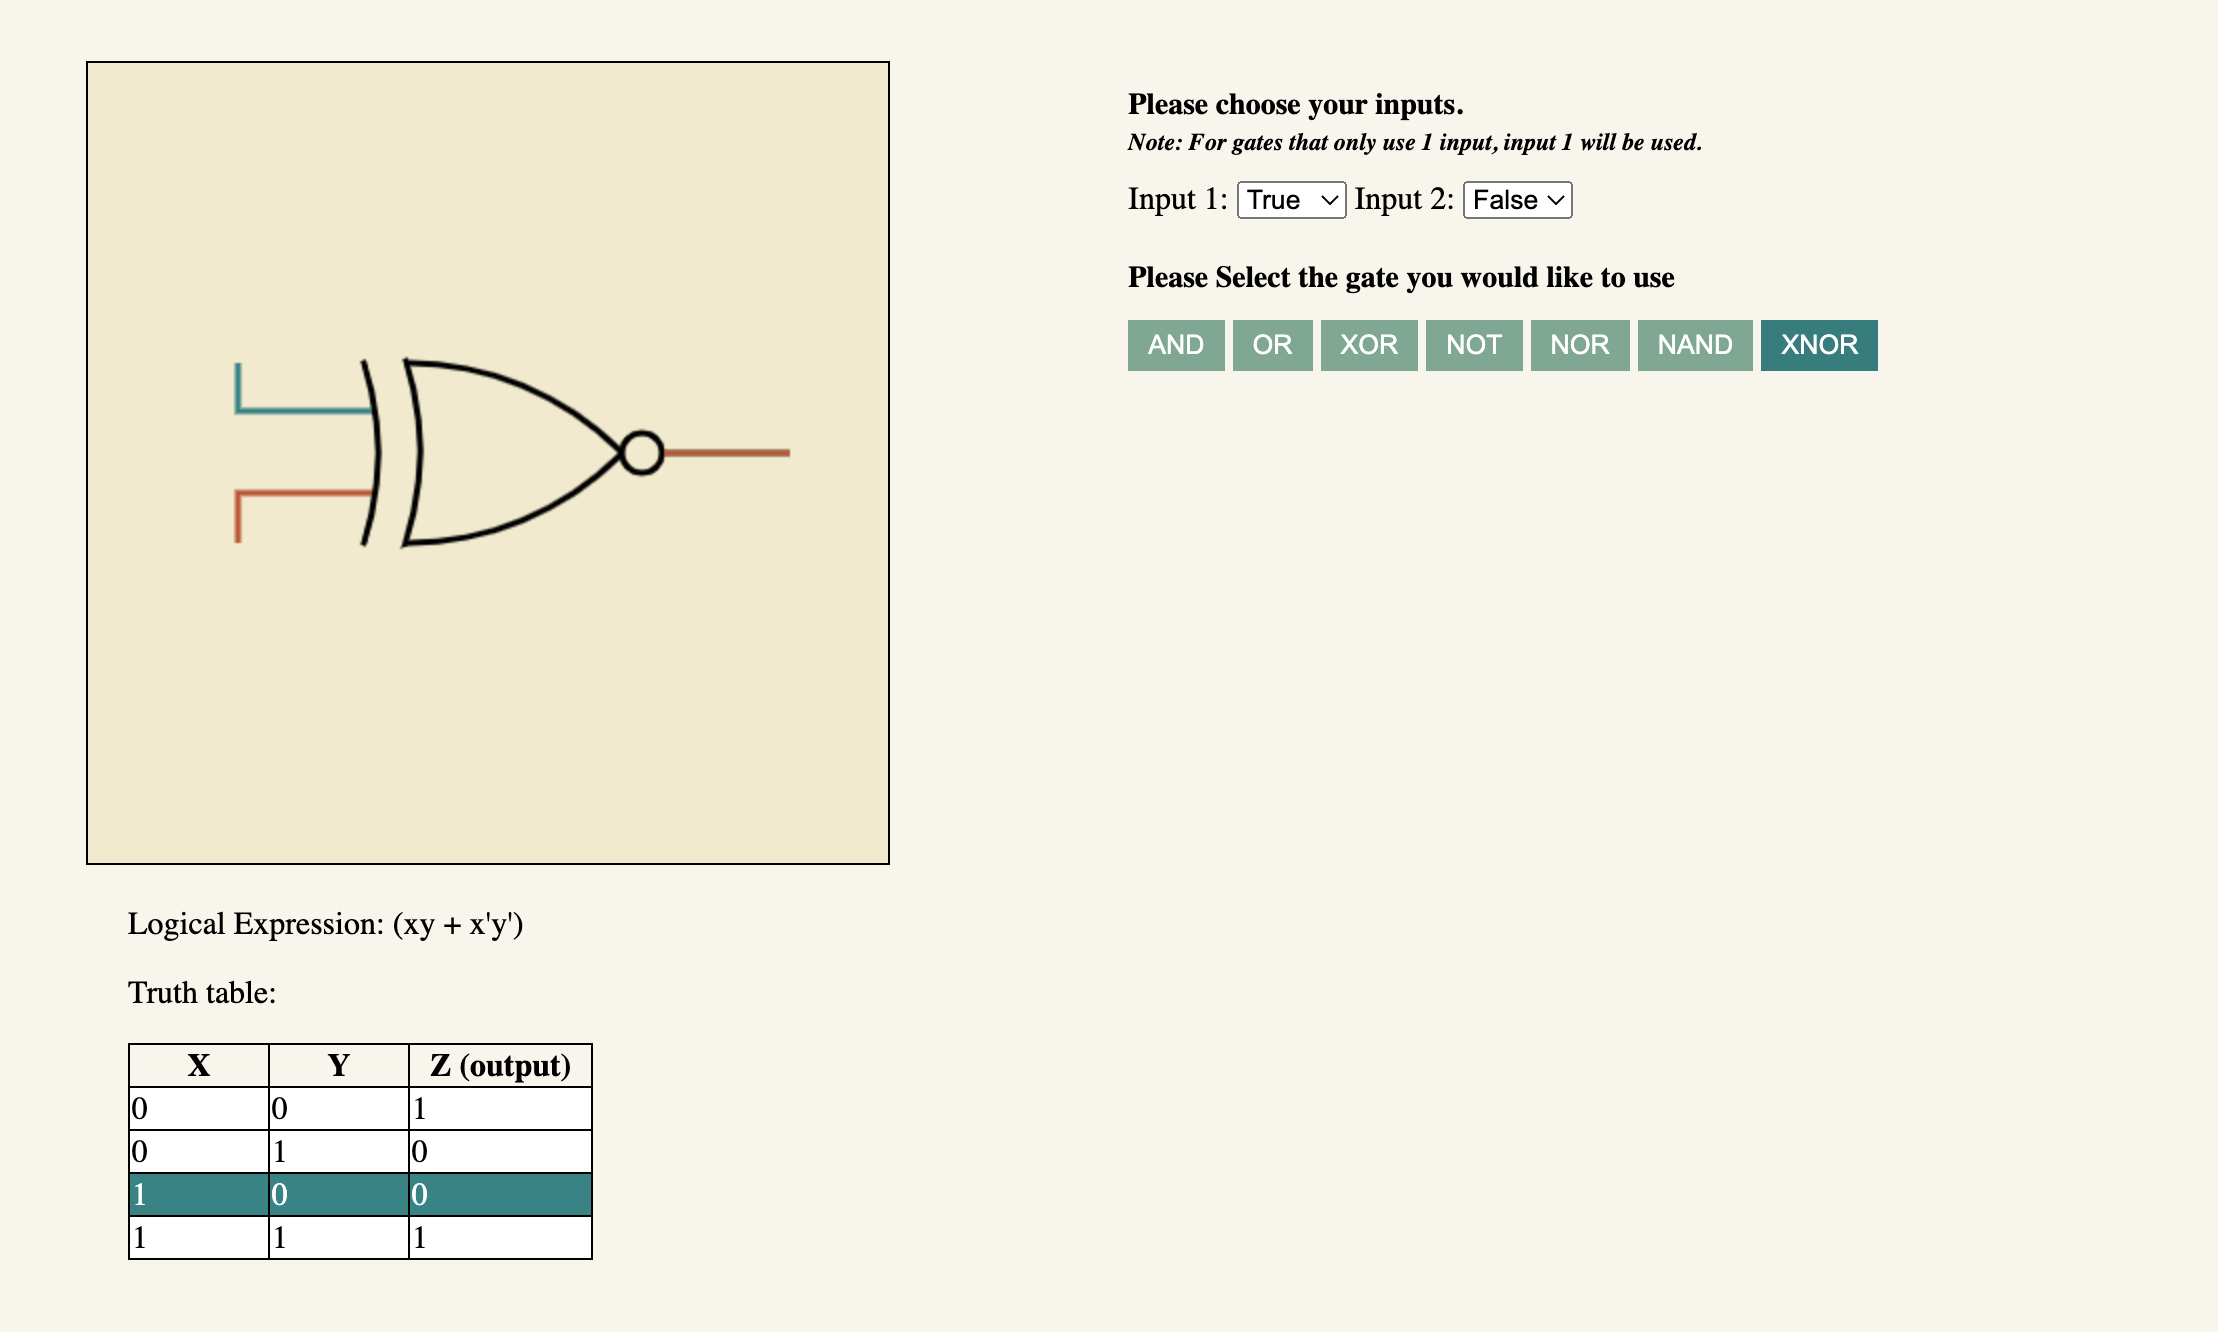 Please choose your inputs.
Note: For gates that only use 1 input, input 1 will be used.
Input 1: True Input 2: False
Please Select the gate you would like to use
AND OR XOR NOT NOR NAND XNOR
Logical Expression: (xy + x'y')
Truth table:
X Y Z (output)
0 0 1
0 1 0
1 0 0
1 1 1